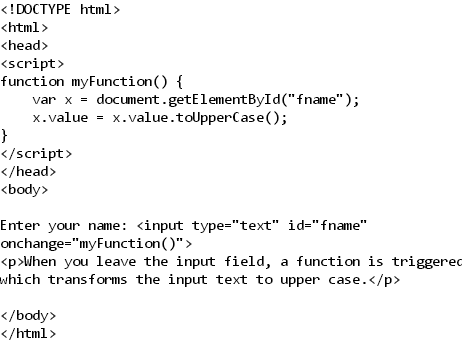 <!DOCTYPE html>
<html>
<head>
<script>
function myFunction() {
    var x = document.getElementById("fname");
    x.value = x.value.toUpperCase();
}
</script>
</head>
<body>

Enter your name: <input type="text" id="fname"
onchange="myFunction()">
<p>When you leave the input field, a function is triggered
which transforms the input text to upper case.</p>

</body>
</html>